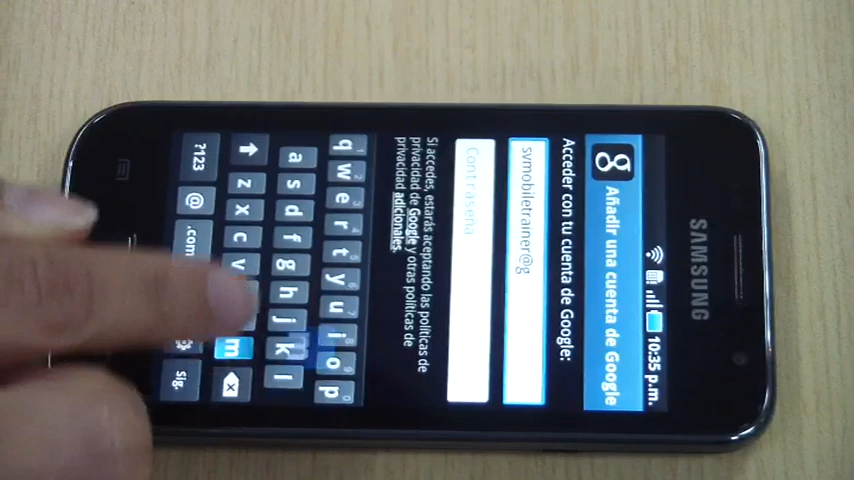 SAMSUNG
10:35 p.m.
Añadir una cuenta de Google
Acceder con tu cuenta de Google:
svmobiletrainer@g
Contraseña
Si accedes, estarás aceptando las políticas de
privacidad de Google y otras políticas de
privacidad adicionales.
q w e r t y u i o p
a s d f g h j k l
z x c v m
?123 @ .com sig.